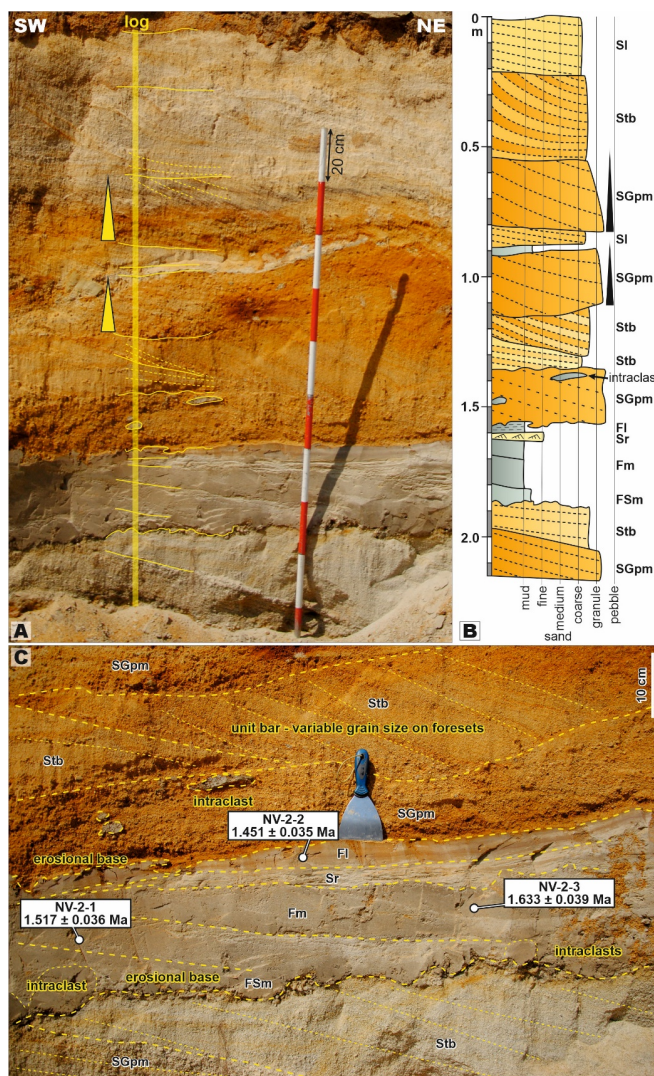 SW
log
NE
20 cm
A
0
m
0.5
1.0
1.5
2.0
Sl
Stb
SGpm
Sl
SGpm
Stb
Stb
intraclas
SGpm
Fl
Sr
Fm
FSm
Stb
SGpm
mud
fine
medium
coarse
granule
pebble
sand
B
C
SGpm
10 cm
Stb
unit bar - variable grain size on foresets
Stb
intraclast
SGpm
NV-2-2
1.451 ± 0.035 Ma
erosional base
Fl
Sr
NV-2-3
1.633 ± 0.039 Ma
NV-2-1
1.517 ± 0.036 Ma
Fm
intraclasts
erosional base
intraclast
FSm
Stb
SGpm